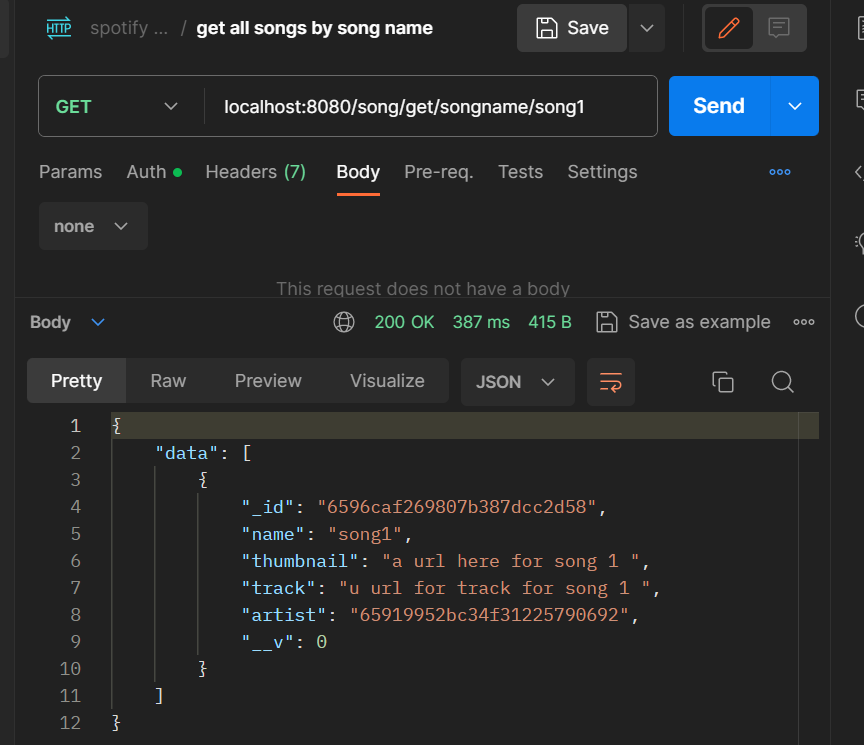 HTTP spotify ... / get all songs by song name Save
GET localhost:8080/song/get/songname/song1 Send
Params Auth Headers (7) Body Pre-req. Tests Settings
none
This request does not have a body
Body 200 OK 387 ms 415 B Save as example
Pretty Raw Preview Visualize JSON
1 {
2 "data": [
3 {
4 "_id": "6596caf269807b387dcc2d58",
5 "name": "song1",
6 "thumbnail": "a url here for song 1 ",
7 "track": "u url for track for song 1 ",
8 "artist": "65919952bc34f31225790692",
9 "__v": 0
10 }
11 ]
12 }